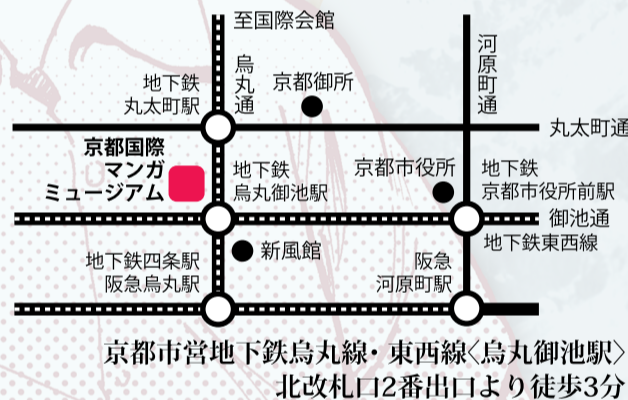 至国際会館
烏丸通
河原町通
地下鉄
丸太町駅
京都御所
丸太町通
京都国際
マンガ
ミュージアム
地下鉄
烏丸御池駅
京都市役所
地下鉄
京都市役所前駅
御池通
地下鉄東西線
新風館
地下鉄四条駅
阪急烏丸駅
阪急
河原町駅
京都市営地下鉄烏丸線・東西線〈烏丸御池駅〉
北改札口2番出口より徒歩3分